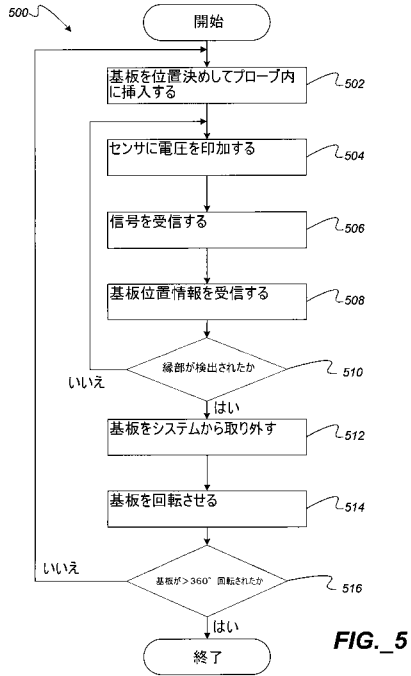 500
開始
基板を位置決めしてプローブ内
に挿入する
502
センサに電圧を印加する
504
信号を受信する
506
基板位置情報を受信する
508
縁部が検出されたか
510
いいえ
はい
基板をシステムから取り外す
512
基板を回転させる
514
いいえ
基板が>360°回転されたか
516
はい
終了
FIG._5